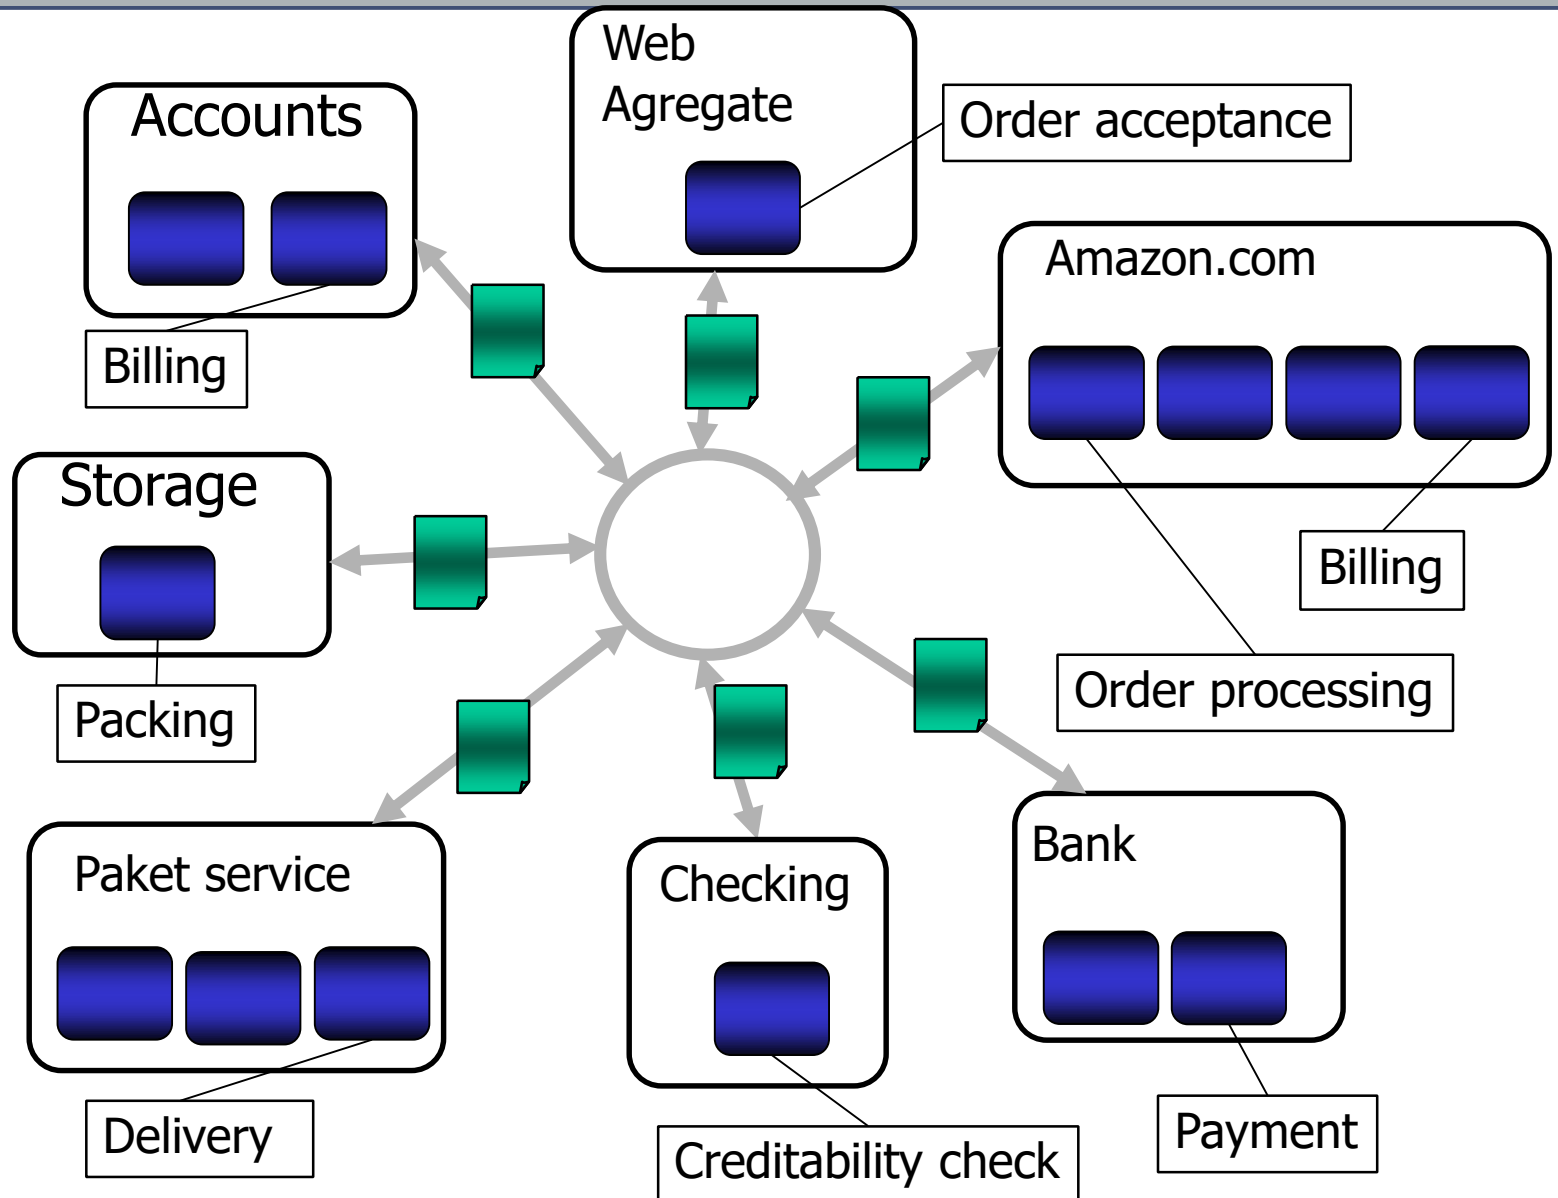 Web
Agregate
Accounts
Order acceptance
Amazon.com
Billing
Storage
Billing
Order processing
Packing
Paket service
Checking
Bank
Delivery
Creditability check
Payment